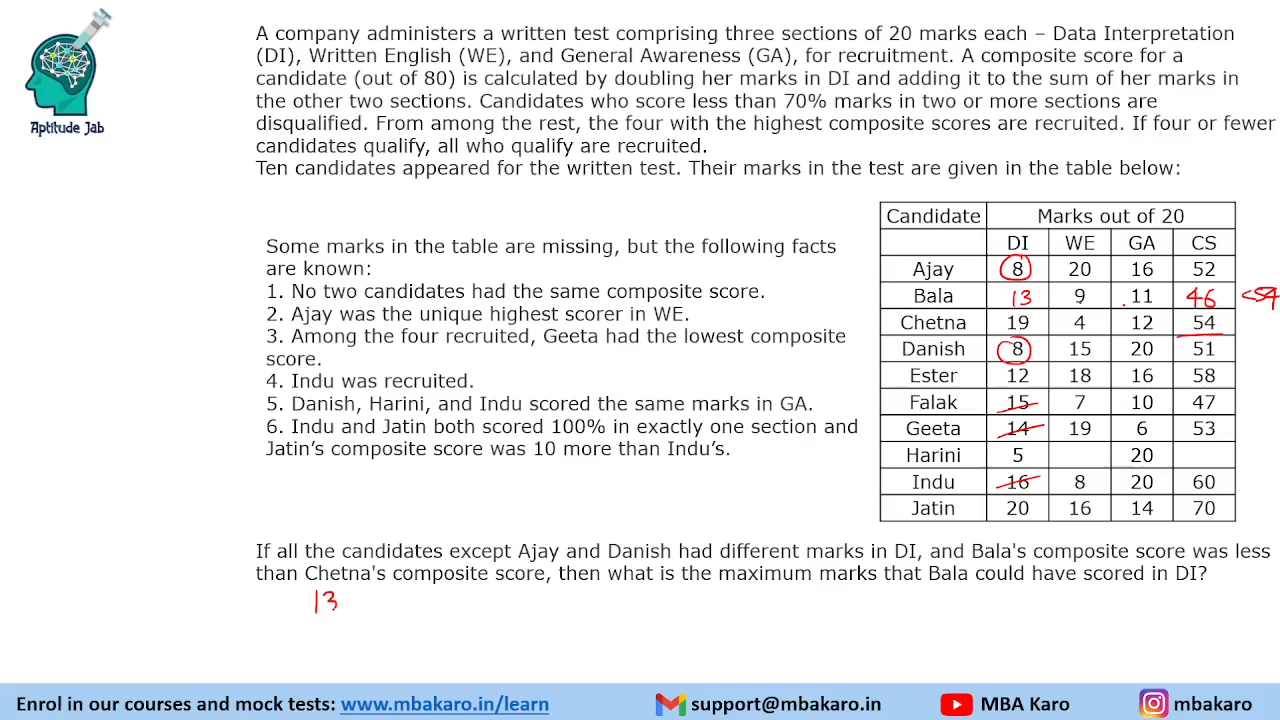 A company administers a written test comprising three sections of 20 marks each – Data Interpretation
(DI), Written English (WE), and General Awareness (GA), for recruitment. A composite score for a
candidate (out of 80) is calculated by doubling her marks in DI and adding it to the sum of her marks in
the other two sections. Candidates who score less than 70% marks in two or more sections are
disqualified. From among the rest, the four with the highest composite scores are recruited. If four or fewer
candidates qualify, all who qualify are recruited.
Ten candidates appeared for the written test. Their marks in the test are given in the table below:
Aptitude Jab
Some marks in the table are missing, but the following facts
are known:
1. No two candidates had the same composite score.
2. Ajay was the unique highest scorer in WE.
3. Among the four recruited, Geeta had the lowest composite
score.
4. Indu was recruited.
5. Danish, Harini, and Indu scored the same marks in GA.
6. Indu and Jatin both scored 100% in exactly one section and
Jatin’s composite score was 10 more than Indu’s.
Candidate Marks out of 20
DI WE GA CS
Ajay 8 20 16 52
Bala 13 9 11 46 <54
Chetna 19 4 12 54
Danish 8 15 20 51
Ester 12 18 16 58
Falak 15 7 10 47
Geeta 14 19 6 53
Harini 5 20
Indu 16 8 20 60
Jatin 20 16 14 70
If all the candidates except Ajay and Danish had different marks in DI, and Bala's composite score was less
than Chetna's composite score, then what is the maximum marks that Bala could have scored in DI?
13
Enrol in our courses and mock tests: www.mbakaro.in/learn support@mbakaro.in MBA Karo mbakaro